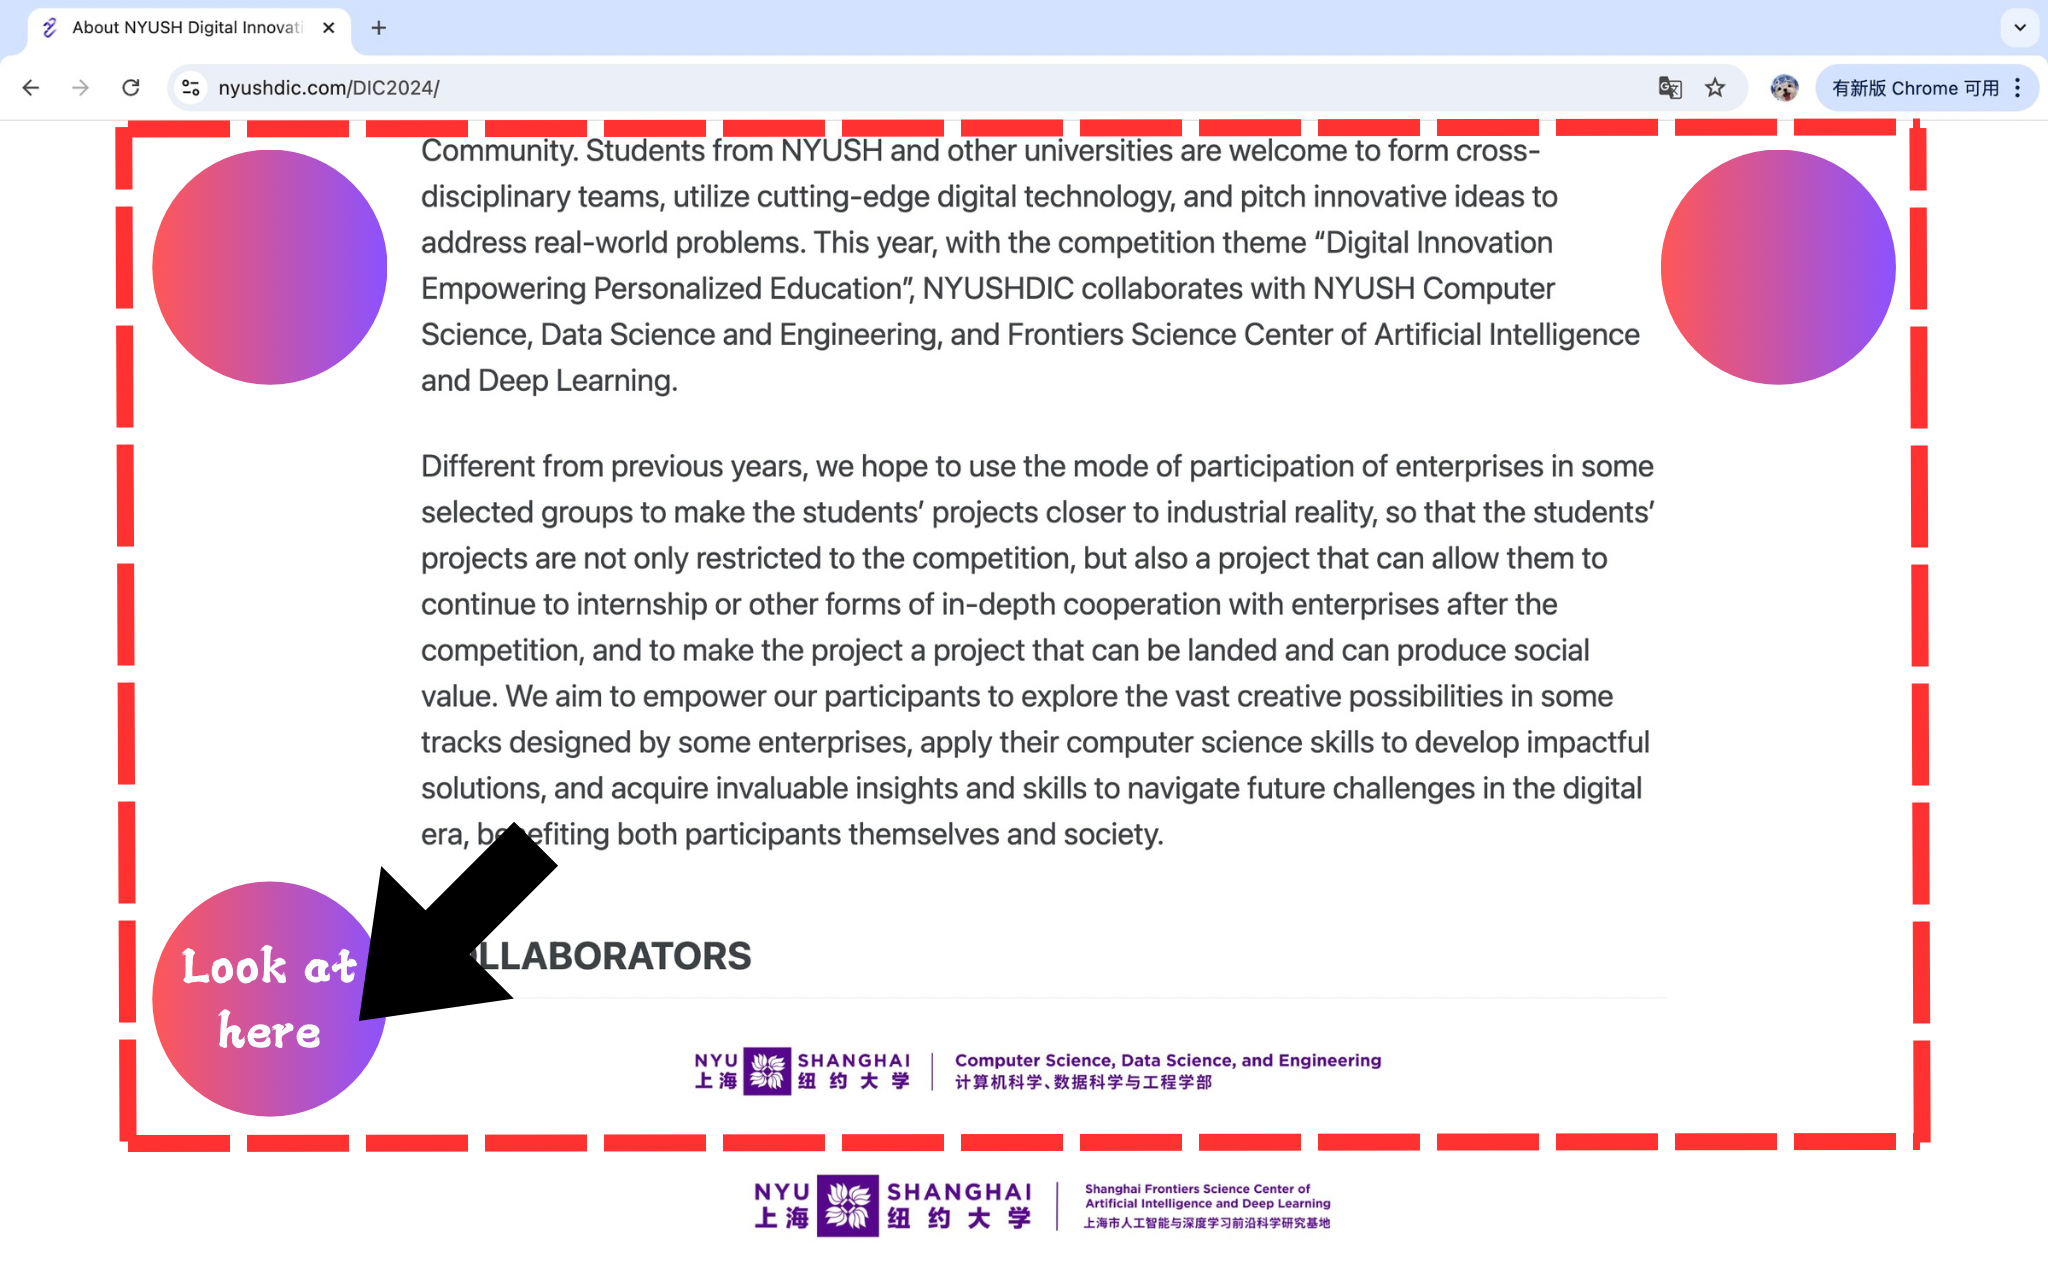 About NYUSH Digital Innovati
nyushdic.com/DIC2024/
有新版 Chrome 可用
Community. Students from NYUSH and other universities are welcome to form cross-
disciplinary teams, utilize cutting-edge digital technology, and pitch innovative ideas to
address real-world problems. This year, with the competition theme “Digital Innovation
Empowering Personalized Education”, NYUSHDIC collaborates with NYUSH Computer
Science, Data Science and Engineering, and Frontiers Science Center of Artificial Intelligence
and Deep Learning.
Different from previous years, we hope to use the mode of participation of enterprises in some
selected groups to make the students’ projects closer to industrial reality, so that the students’
projects are not only restricted to the competition, but also a project that can allow them to
continue to internship or other forms of in-depth cooperation with enterprises after the
competition, and to make the project a project that can be landed and can produce social
value. We aim to empower our participants to explore the vast creative possibilities in some
tracks designed by some enterprises, apply their computer science skills to develop impactful
solutions, and acquire invaluable insights and skills to navigate future challenges in the digital
era, benefiting both participants themselves and society.
Look at
here
LLABORATORS
NYU SHANGHAI
上海 纽约大学
Computer Science, Data Science, and Engineering
计算机科学、数据科学与工程学部
NYU SHANGHAI
上海 纽约大学
Shanghai Frontiers Science Center of
Artificial Intelligence and Deep Learning
上海市人工智能与深度学习前沿科学研究基地